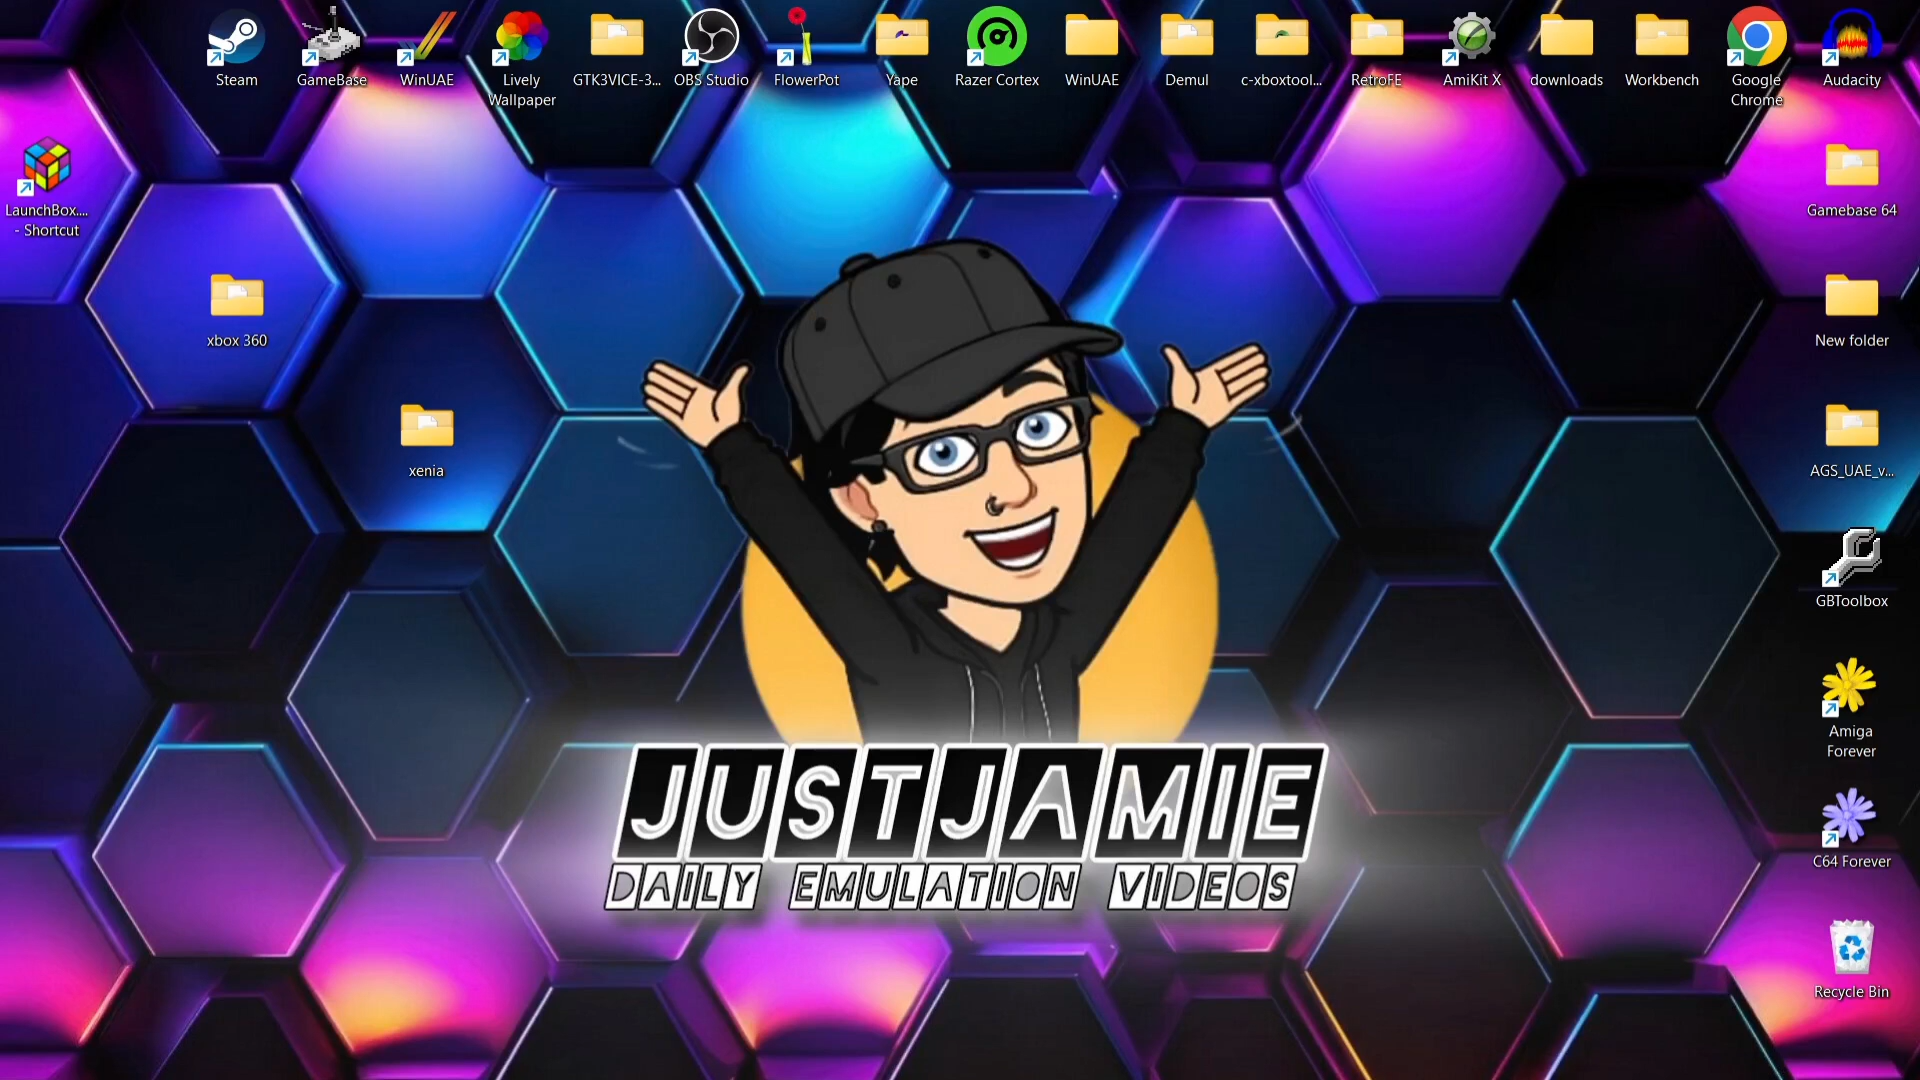 Steam
GameBase
WinUAE
Lively
Wallpaper
GTK3VICE-3...
OBS Studio
FlowerPot
Yape
Razer Cortex
WinUAE
Demul
c-xboxtool...
RetroFE
AmiKit X
downloads
Workbench
Google
Chrome
Audacity
LaunchBox....
- Shortcut
Gamebase 64
xbox 360
New folder
xenia
AGS_UAE_v...
GBToolbox
Amiga
Forever
JUSTJAMIE
DAILY EMULATION VIDEOS
C64 Forever
Recycle Bin